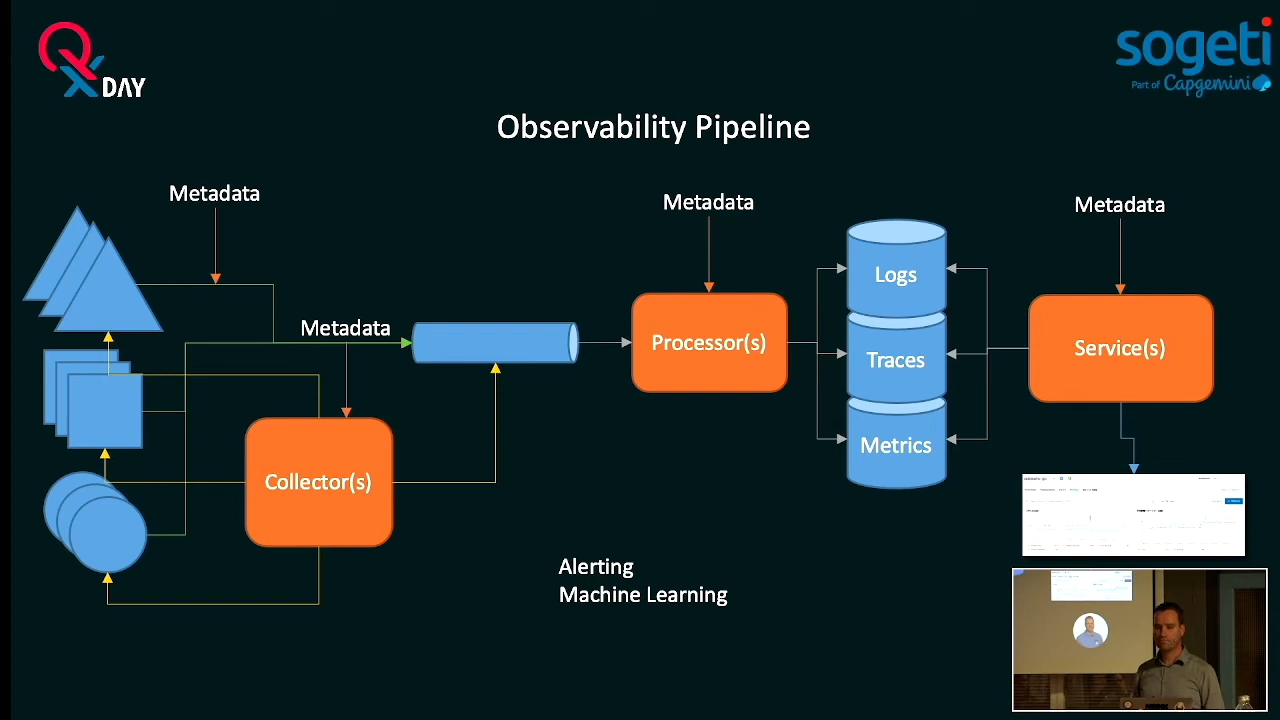 QX DAY
sogeti
Part of Capgemini
Observability Pipeline
Metadata
Metadata
Metadata
Metadata
Logs
Processor(s)
Service(s)
Traces
Metrics
Collector(s)
Alerting
Machine Learning